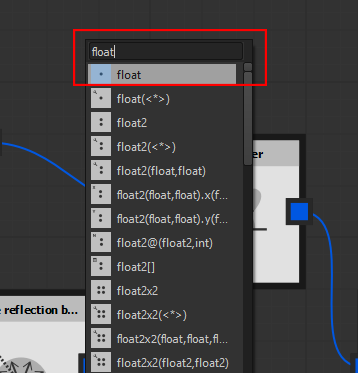 float
float
float(<*>)
float2
float2(<*>)
er
float2(float,float)
float2(float,float).x(f...
float2(float,float).y(f...
float2@(float2,int)
float2[]
float2x2
e reflection b...
float2x2(<*>)
float2x2(float,float,fl...
float2x2(float2,float2)